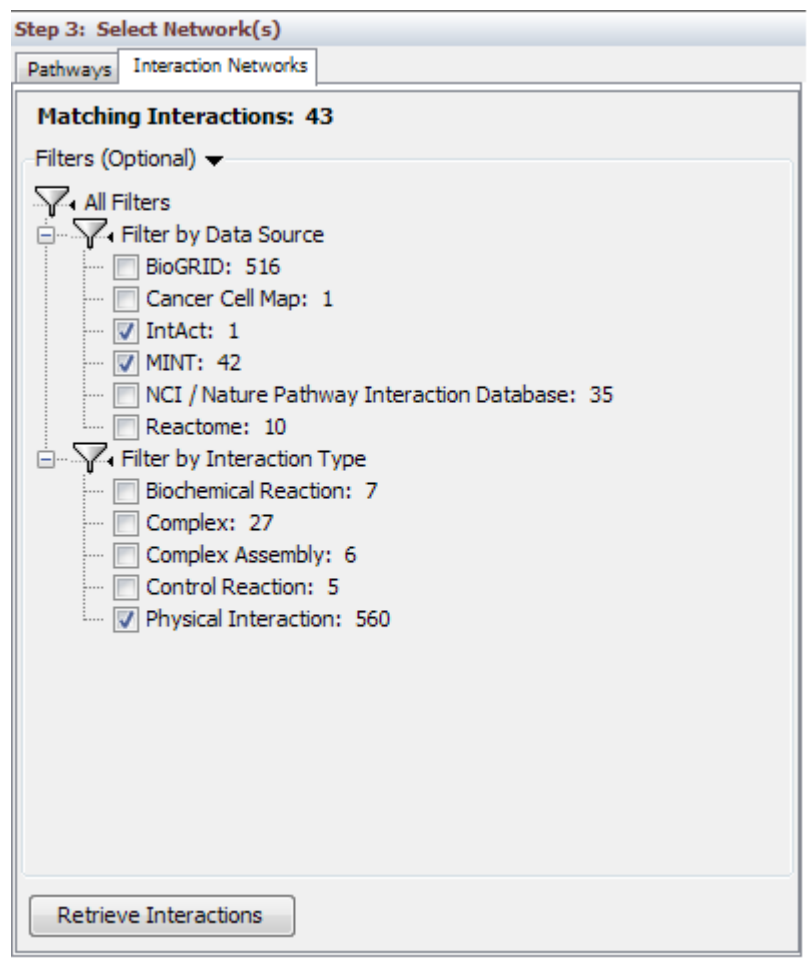 Step 3: Select Network(s)
Pathways Interaction Networks
Matching Interactions: 43
Filters (Optional)
All Filters
Filter by Data Source
BioGRID: 516
Cancer Cell Map: 1
IntAct: 1
MINT: 42
NCI / Nature Pathway Interaction Database: 35
Reactome: 10
Filter by Interaction Type
Biochemical Reaction: 7
Complex: 27
Complex Assembly: 6
Control Reaction: 5
Physical Interaction: 560
Retrieve Interactions